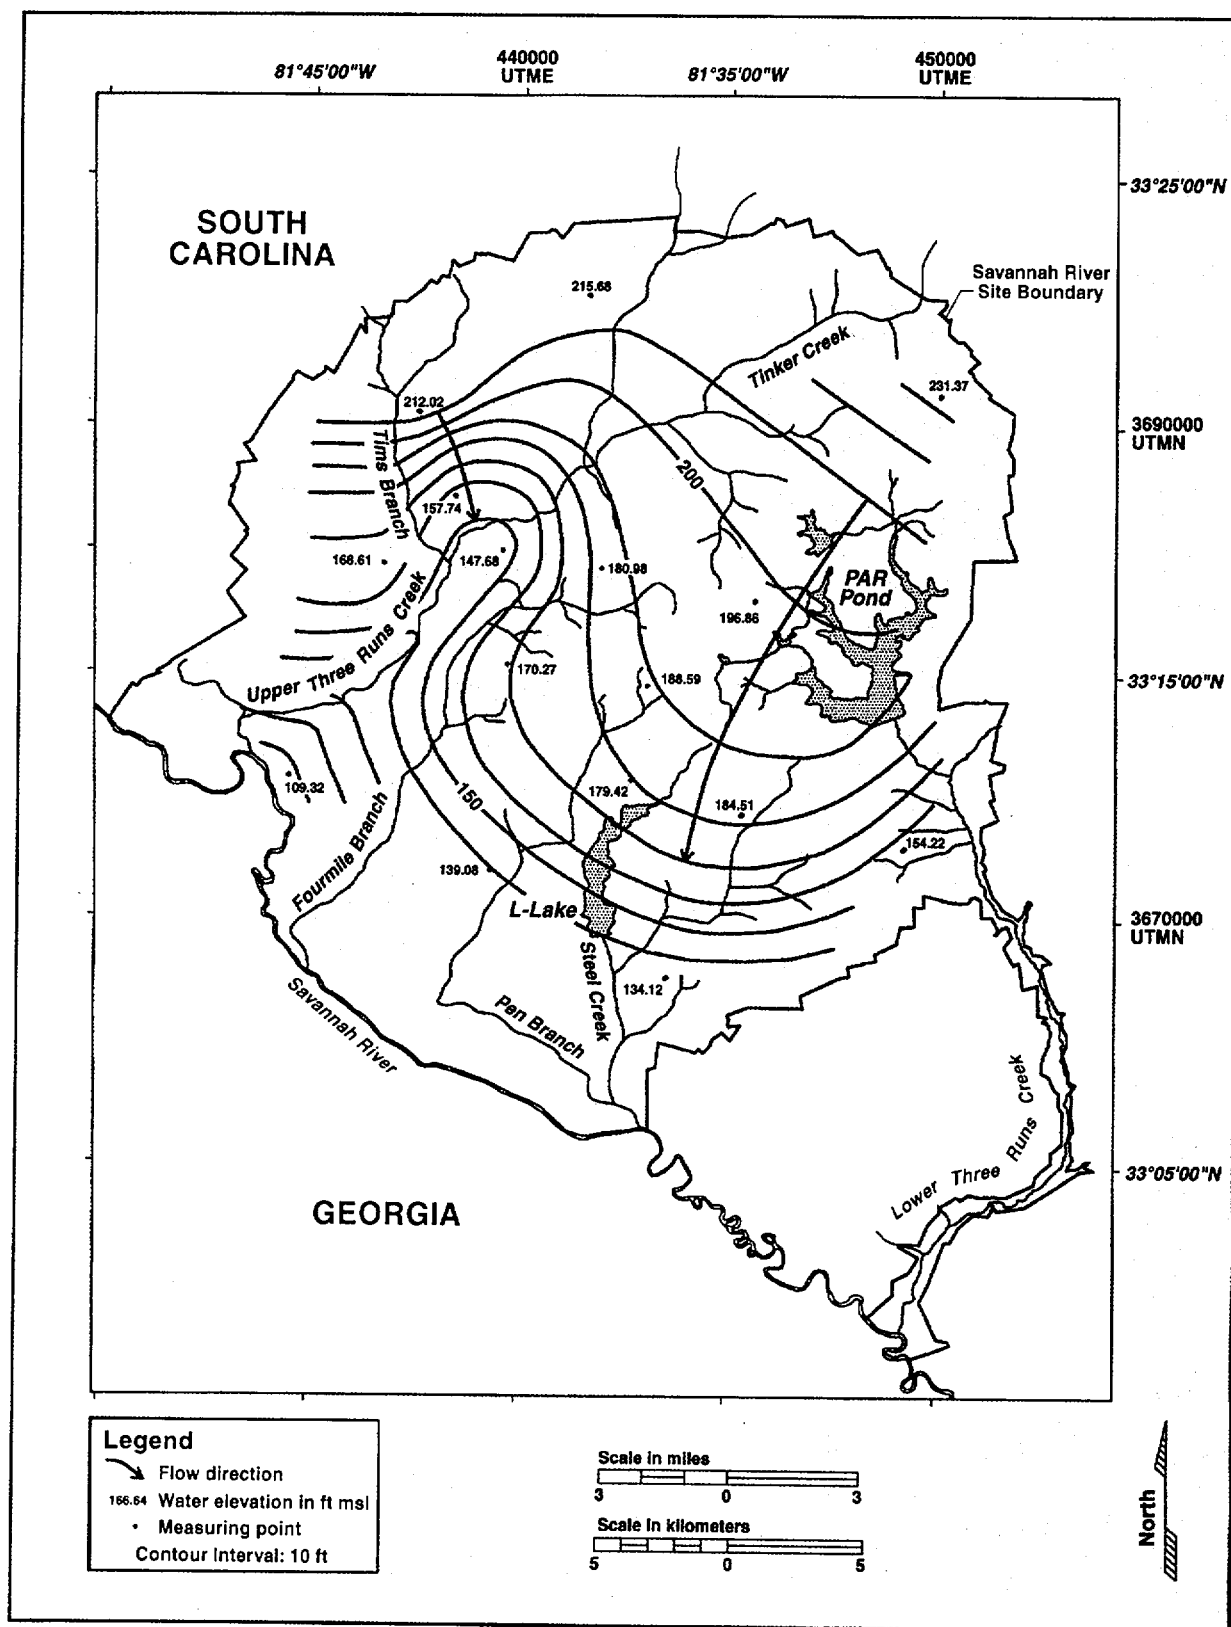 81°45'00"W
440000
UTME
81°35'00"W
450000
UTME
33°25'00"N
SOUTH
CAROLINA
Savannah River
Site Boundary
215.68
Tinker Creek
231.37
212.02
3690000
UTMN
Tims Branch
200
157.74
168.61
147.68
180.98
PAR
Pond
196.86
Upper Three Runs Creek
170.27
188.59
33°15'00"N
109.32
179.42
150
184.51
Fourmile Branch
154.22
139.08
L-Lake
3670000
UTMN
Steel Creek
134.12
Savannah River
Pen Branch
Lower Three Runs Creek
33°05'00"N
GEORGIA
Legend
Flow direction
166.64 Water elevation in ft msl
Measuring point
Contour Interval: 10 ft
Scale in miles
3 0 3
Scale in kilometers
5 0 5
North